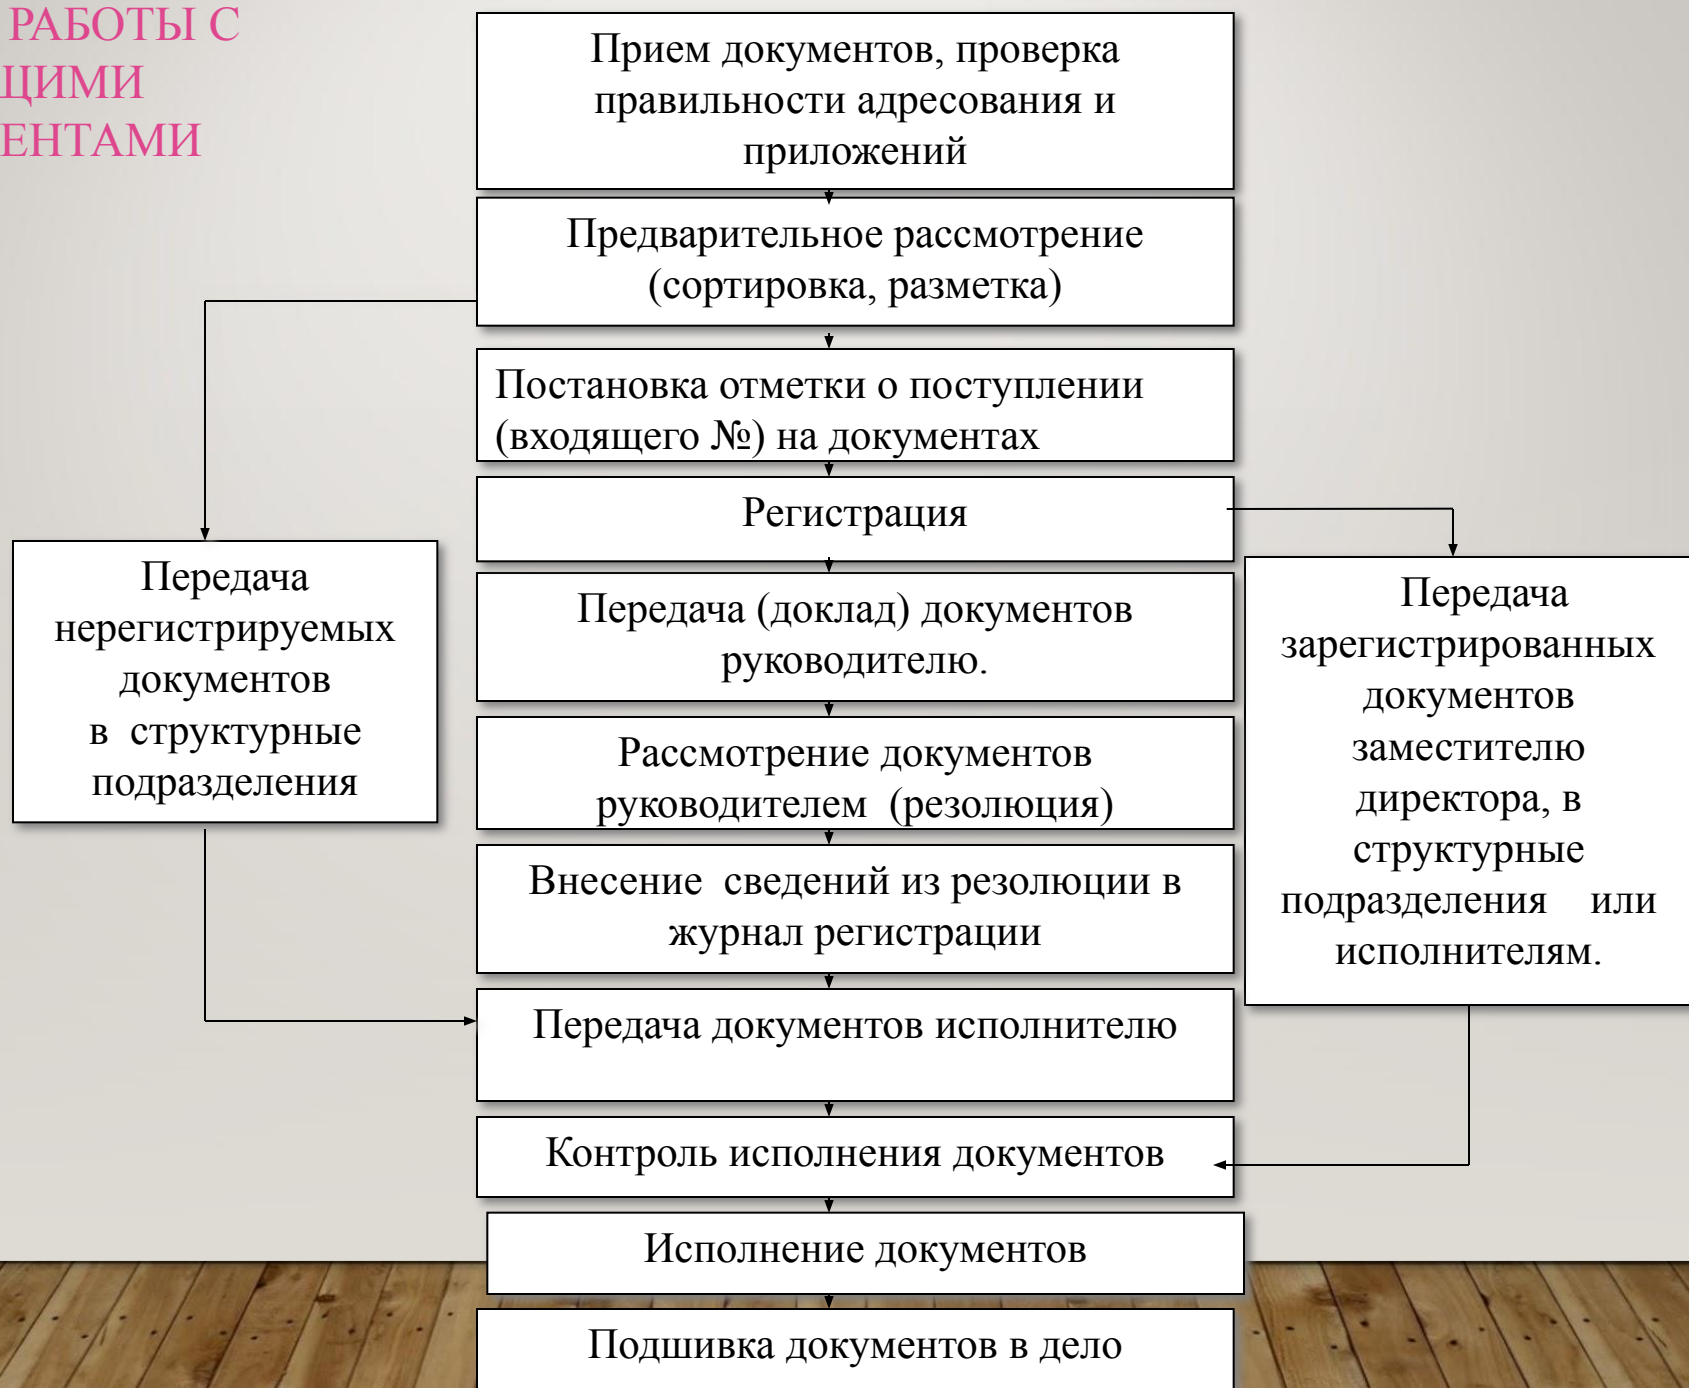 РАБОТЫ С
ЩИМИ
ЕНТАМИ
Прием документов, проверка
правильности адресования и
приложений
Предварительное рассмотрение
(сортировка, разметка)
Постановка отметки о поступлении
(входящего №) на документах
Регистрация
Передача
нерегистрируемых
документов
в структурные
подразделения
Передача (доклад) документов
руководителю.
Рассмотрение документов
руководителем (резолюция)
Внесение сведений из резолюции в
журнал регистрации
Передача
зарегистрированных
документов
заместителю
директора, в
структурные
подразделения или
исполнителям.
Передача документов исполнителю
Контроль исполнения документов
Исполнение документов
Подшивка документов в дело